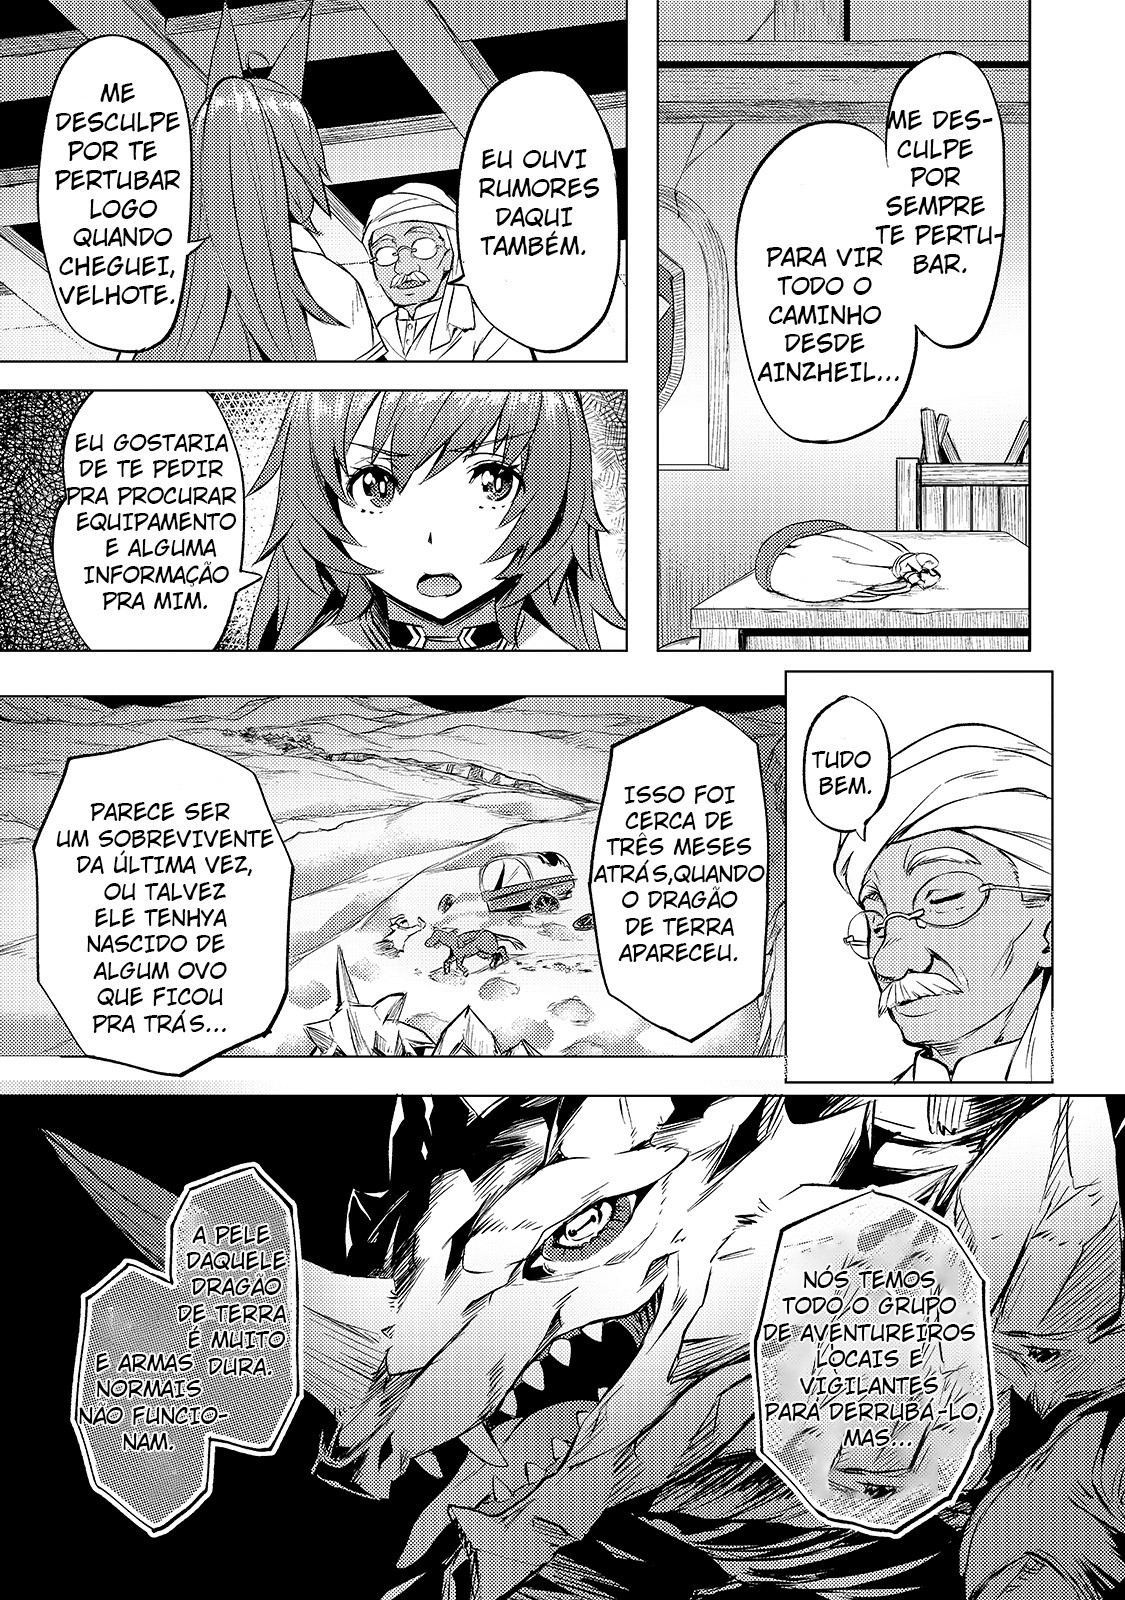 ME DES-
CULPE
POR
SEMPRE
TE PERTU-
BAR.
PARA VIR
TODO O
CAMINHO
DESDE
AINZHEIL...
EU OUVI
RUMORES
DAQUI
TAMBÉM.
ME
DESCULPE
POR TE
PERTUBAR
LOGO
QUANDO
CHEGUEI,
VELHOTE.
EU GOSTARIA
DE TE PEDIR
PRA PROCURAR
EQUIPAMENTO
E ALGUMA
INFORMAÇÃO
PRA MIM.
TUDO
BEM.
ISSO FOI
CERCA DE
TRÊS MESES
ATRÁS,QUANDO
O DRAGÃO
DE TERRA
APARECEU.
PARECE SER
UM SOBREVIVENTE
DA ÚLTIMA VEZ,
OU TALVEZ
ELE TENHYA
NASCIDO DE
ALGUM OVO
QUE FICOU
PRA TRÁS...
NÓS TEMOS
TODO O GRUPO
DE AVENTUREIROS
LOCAIS E
VIGILANTES
PARA DERRUBÁ-LO,
MAS...
A PELE
DAQUELE
DRAGÃO
DE TERRA
É MUITO
DURA.
E ARMAS
NORMAIS
NÃO FUNCIO-
NAM.